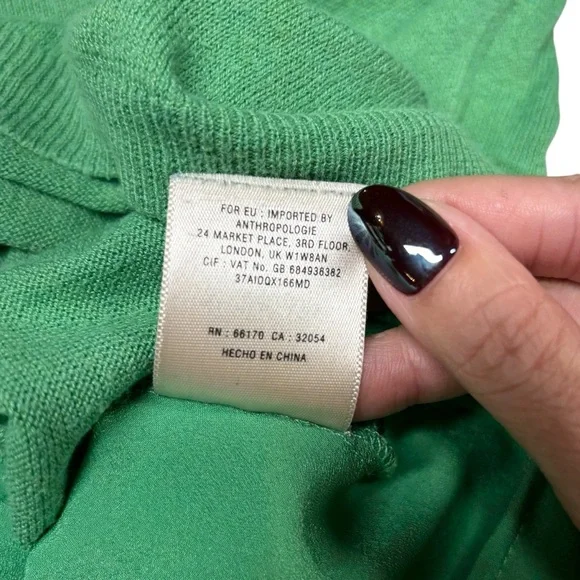 FOR EU : IMPORTED BY
ANTHROPOLOGIE
24 MARKET PLACE, 3RD FLOOR,
LONDON, UK W1W8AN
CIF : VAT No. GB 684936382
37AIOQX166MD
RN : 66170 CA : 32054
HECHO EN CHINA